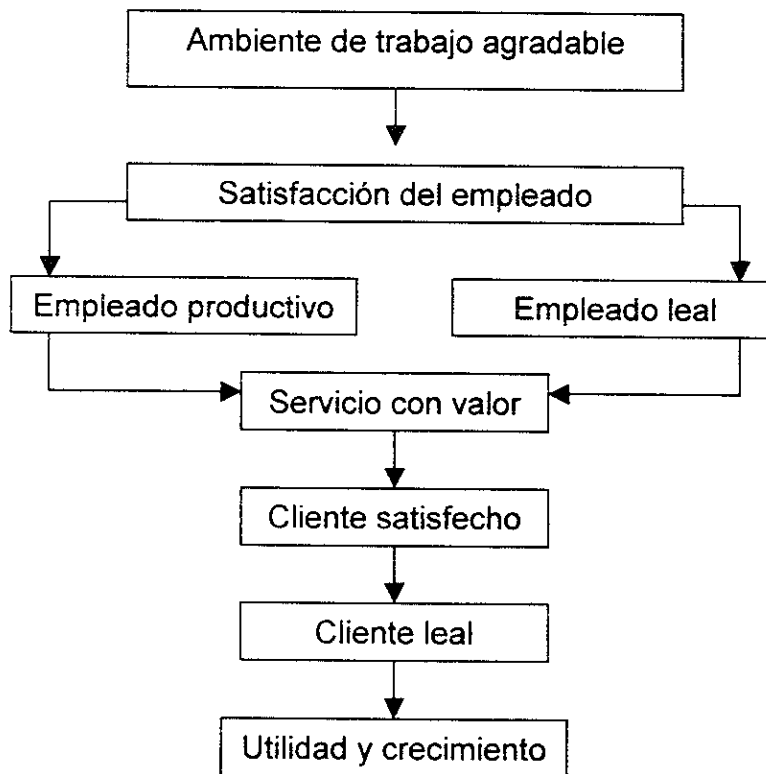 Ambiente de trabajo agradable
Satisfacción del empleado
Empleado productivo
Empleado leal
Servicio con valor
Cliente satisfecho
Cliente leal
Utilidad y crecimiento